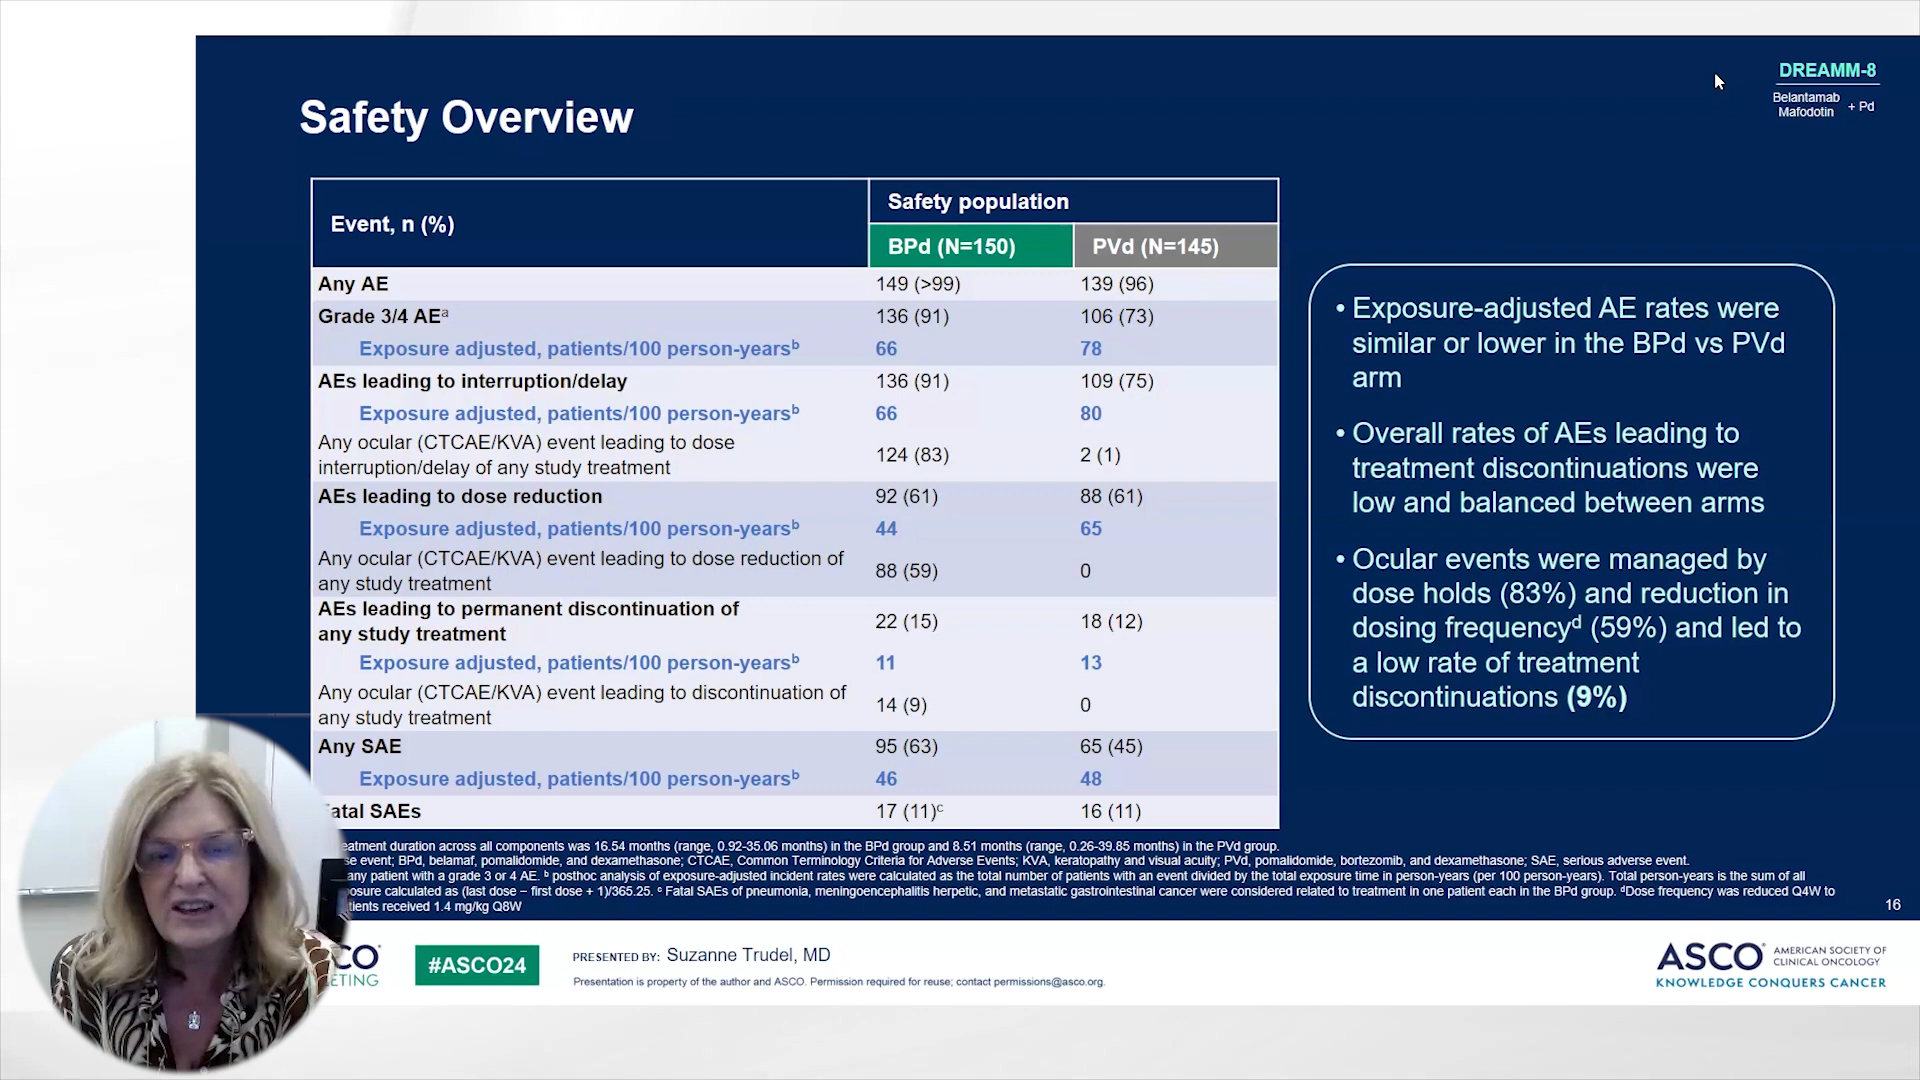 DREAMM-8
Belantamab
Mafodotin + Pd
Safety Overview
Event, n (%)
Safety population
BPd (N=150) PVd (N=145)
Any AE 149 (>99) 139 (96)
Grade 3/4 AEᵃ 136 (91) 106 (73)
Exposure adjusted, patients/100 person-yearsᵇ 66 78
AEs leading to interruption/delay 136 (91) 109 (75)
Exposure adjusted, patients/100 person-yearsᵇ 66 80
Any ocular (CTCAE/KVA) event leading to dose
interruption/delay of any study treatment 124 (83) 2 (1)
AEs leading to dose reduction 92 (61) 88 (61)
Exposure adjusted, patients/100 person-yearsᵇ 44 65
Any ocular (CTCAE/KVA) event leading to dose reduction of
any study treatment 88 (59) 0
AEs leading to permanent discontinuation of
any study treatment 22 (15) 18 (12)
Exposure adjusted, patients/100 person-yearsᵇ 11 13
Any ocular (CTCAE/KVA) event leading to discontinuation of
any study treatment 14 (9) 0
Any SAE 95 (63) 65 (45)
Exposure adjusted, patients/100 person-yearsᵇ 46 48
SAEs 17 (11)ᶜ 16 (11)
• Exposure-adjusted AE rates were
similar or lower in the BPd vs PVd
arm
• Overall rates of AEs leading to
treatment discontinuations were
low and balanced between arms
• Ocular events were managed by
dose holds (83%) and reduction in
dosing frequencyᵈ (59%) and led to
a low rate of treatment
discontinuations (9%)
duration across all components was 16.54 months (range, 0.92-35.06 months) in the BPd group and 8.51 months (range, 0.26-39.85 months) in the PVd group.
event; BPd, belamaf, pomalidomide, and dexamethasone; CTCAE, Common Terminology Criteria for Adverse Events; KVA, keratopathy and visual acuity; PVd, pomalidomide, bortezomib, and dexamethasone; SAE, serious adverse event.
any patient with a grade 3 or 4 AE. ᵇ posthoc analysis of exposure-adjusted incident rates were calculated as the total number of patients with an event divided by the total exposure time in person-years (per 100 person-years). Total person-years is the sum of all
calculated as (last dose – first dose + 1)/365.25. ᶜ Fatal SAEs of pneumonia, meningoencephalitis herpetic, and metastatic gastrointestinal cancer were considered related to treatment in one patient each in the BPd group. ᵈDose frequency was reduced Q4W to
received 1.4 mg/kg Q8W
16
#ASCO24
PRESENTED BY: Suzanne Trudel, MD
Presentation is property of the author and ASCO. Permission required for reuse; contact permissions@asco.org.
ASCO AMERICAN SOCIETY OF
CLINICAL ONCOLOGY
KNOWLEDGE CONQUERS CANCER